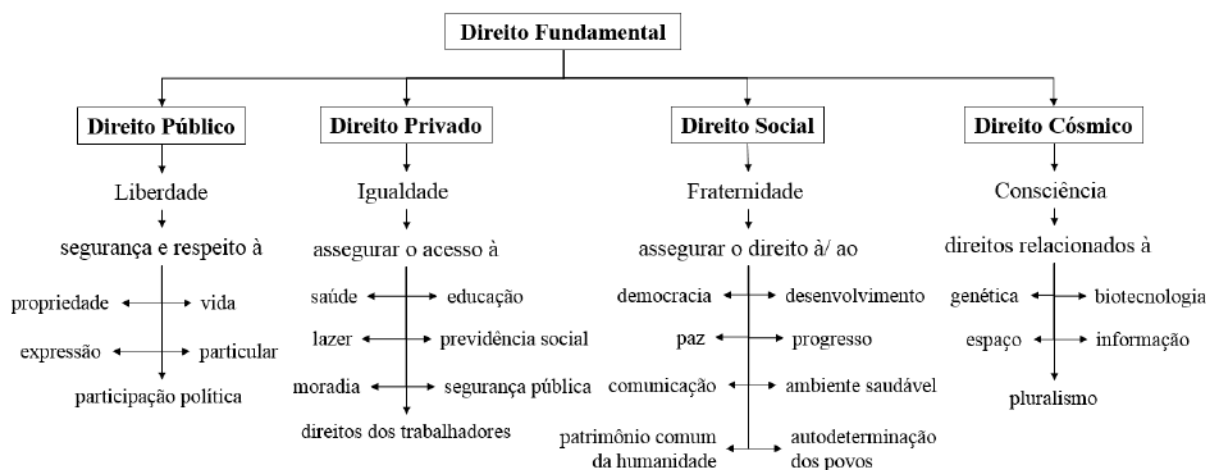 Direito Fundamental
Direito Público
Direito Privado
Direito Social
Direito Cósmico
Liberdade
Igualdade
Fraternidade
Consciência
segurança e respeito à
assegurar o acesso à
assegurar o direito à/ ao
direitos relacionados à
propriedade
vida
saúde
educação
democracia
desenvolvimento
genética
biotecnologia
expressão
particular
lazer
previdência social
paz
progresso
espaço
informação
participação política
moradia
segurança pública
comunicação
ambiente saudável
pluralismo
direitos dos trabalhadores
patrimônio comum
da humanidade
autodeterminação
dos povos